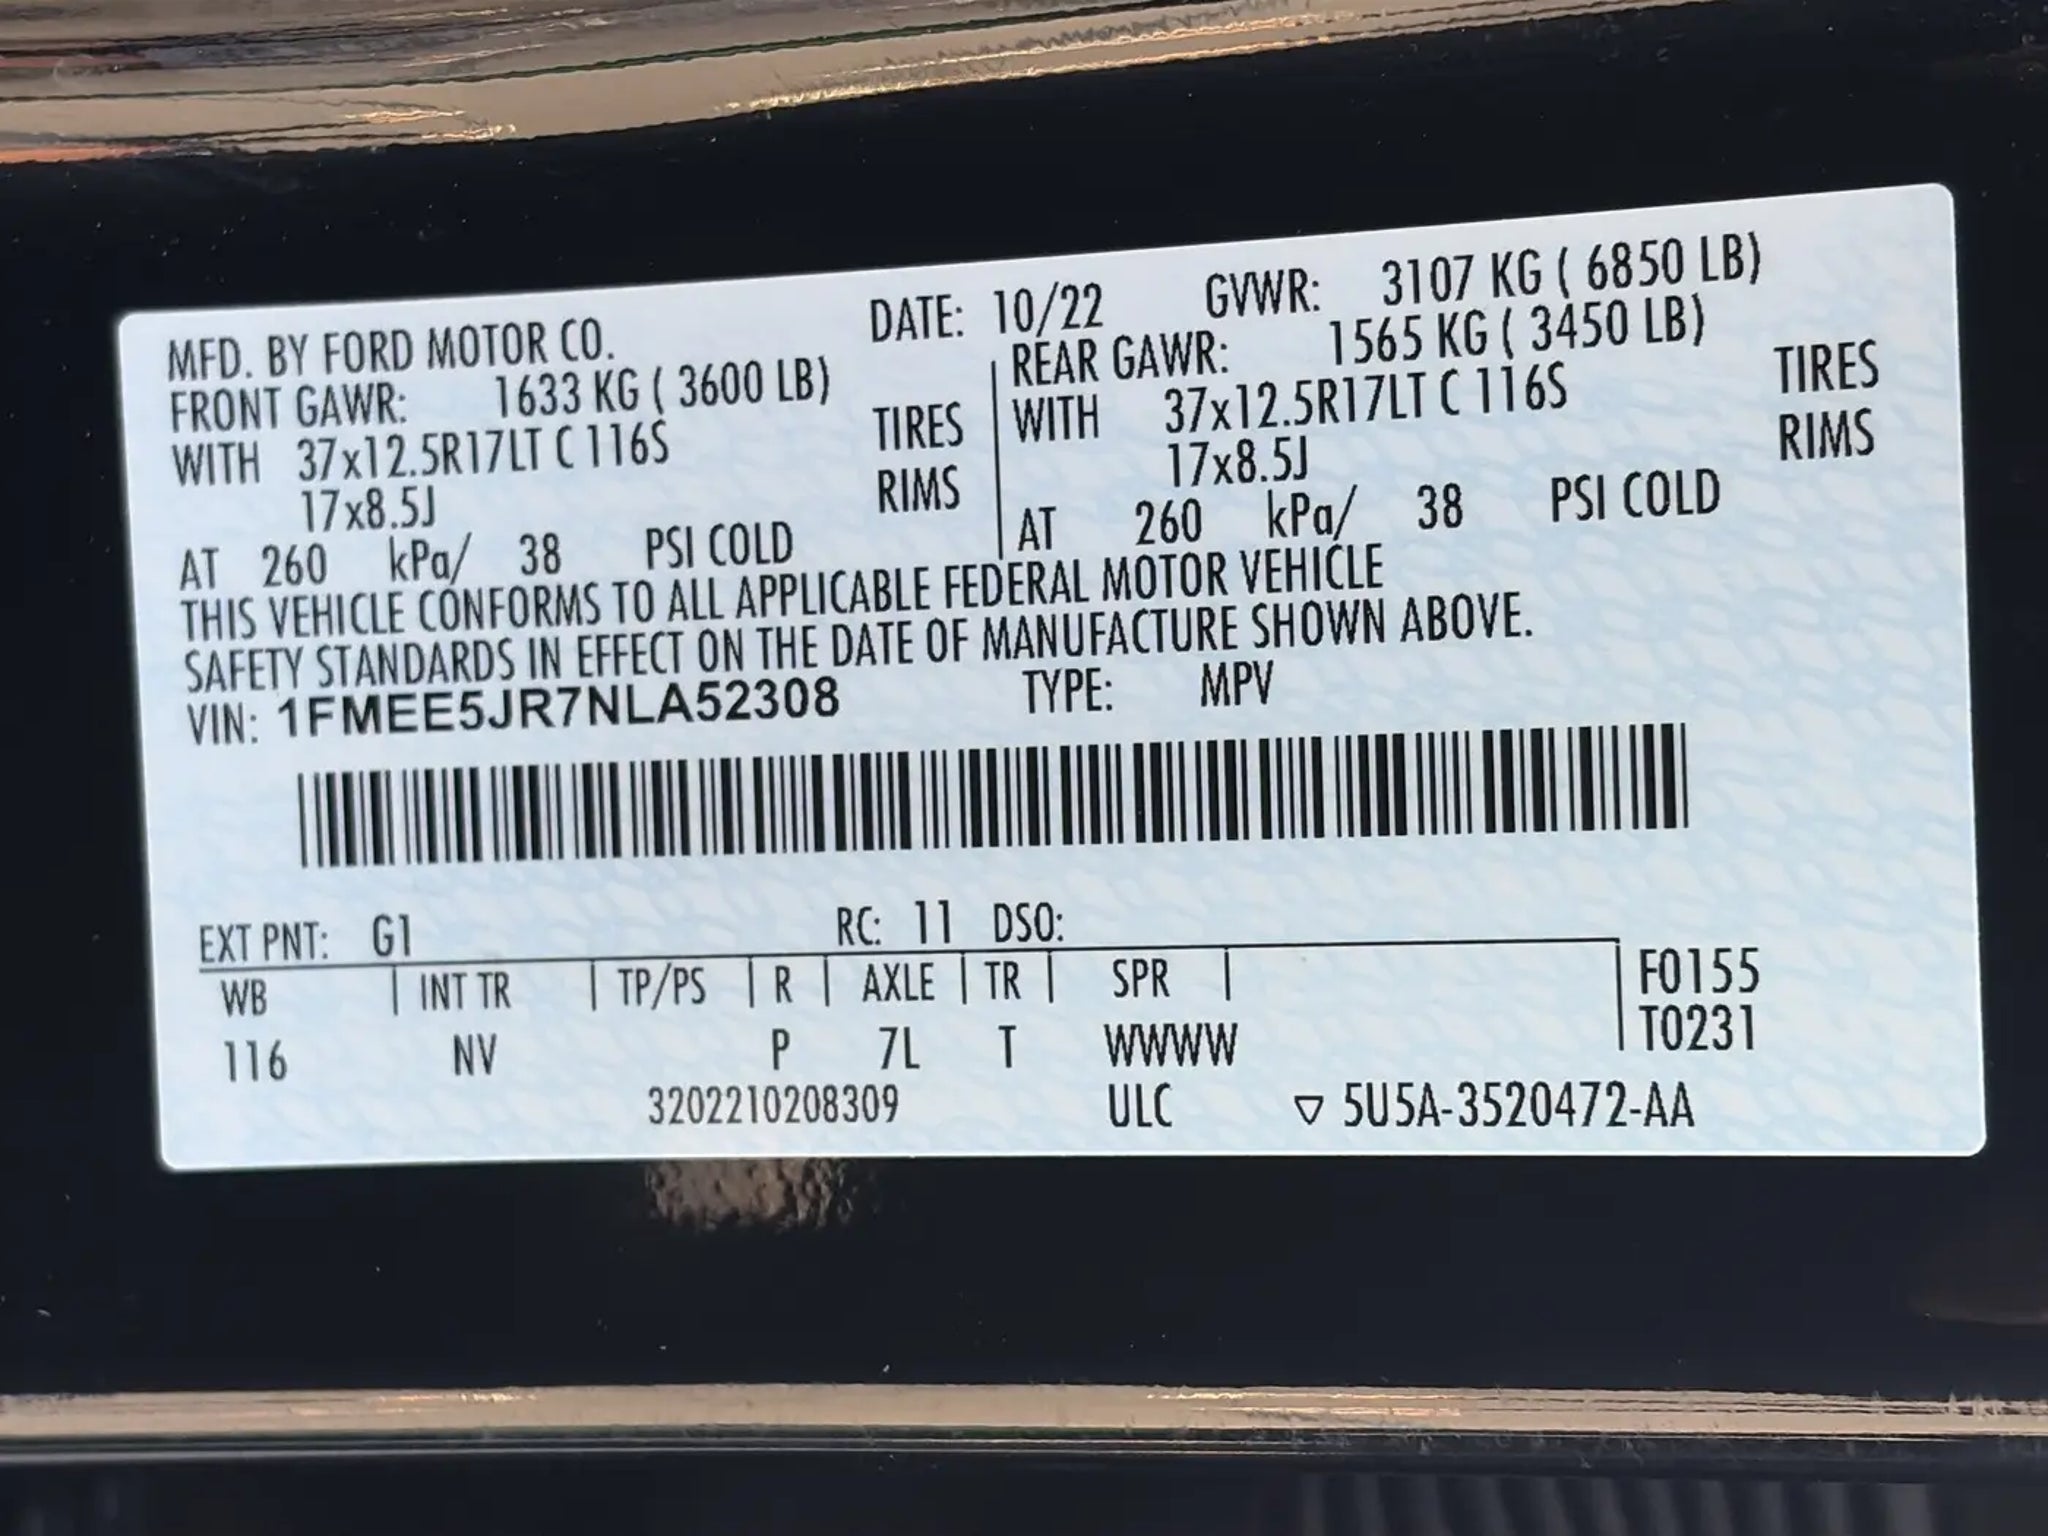 MFD. BY FORD MOTOR CO. DATE: 10/22 GVWR: 3107 KG ( 6850 LB)
FRONT GAWR: 1633 KG ( 3600 LB) REAR GAWR: 1565 KG ( 3450 LB)
WITH 37x12.5R17LT C 116S TIRES WITH 37x12.5R17LT C 116S TIRES
17x8.5J RIMS 17x8.5J RIMS
AT 260 kPa/ 38 PSI COLD AT 260 kPa/ 38 PSI COLD
THIS VEHICLE CONFORMS TO ALL APPLICABLE FEDERAL MOTOR VEHICLE
SAFETY STANDARDS IN EFFECT ON THE DATE OF MANUFACTURE SHOWN ABOVE.
VIN: 1FMEE5JR7NLA52308 TYPE: MPV
EXT PNT: G1 RC: 11 DSO:
WB INT TR TP/PS R AXLE TR SPR F0155
T0231
116 NV P 7L T WWWW
3202210208309 ULC ▽ 5U5A-3520472-AA